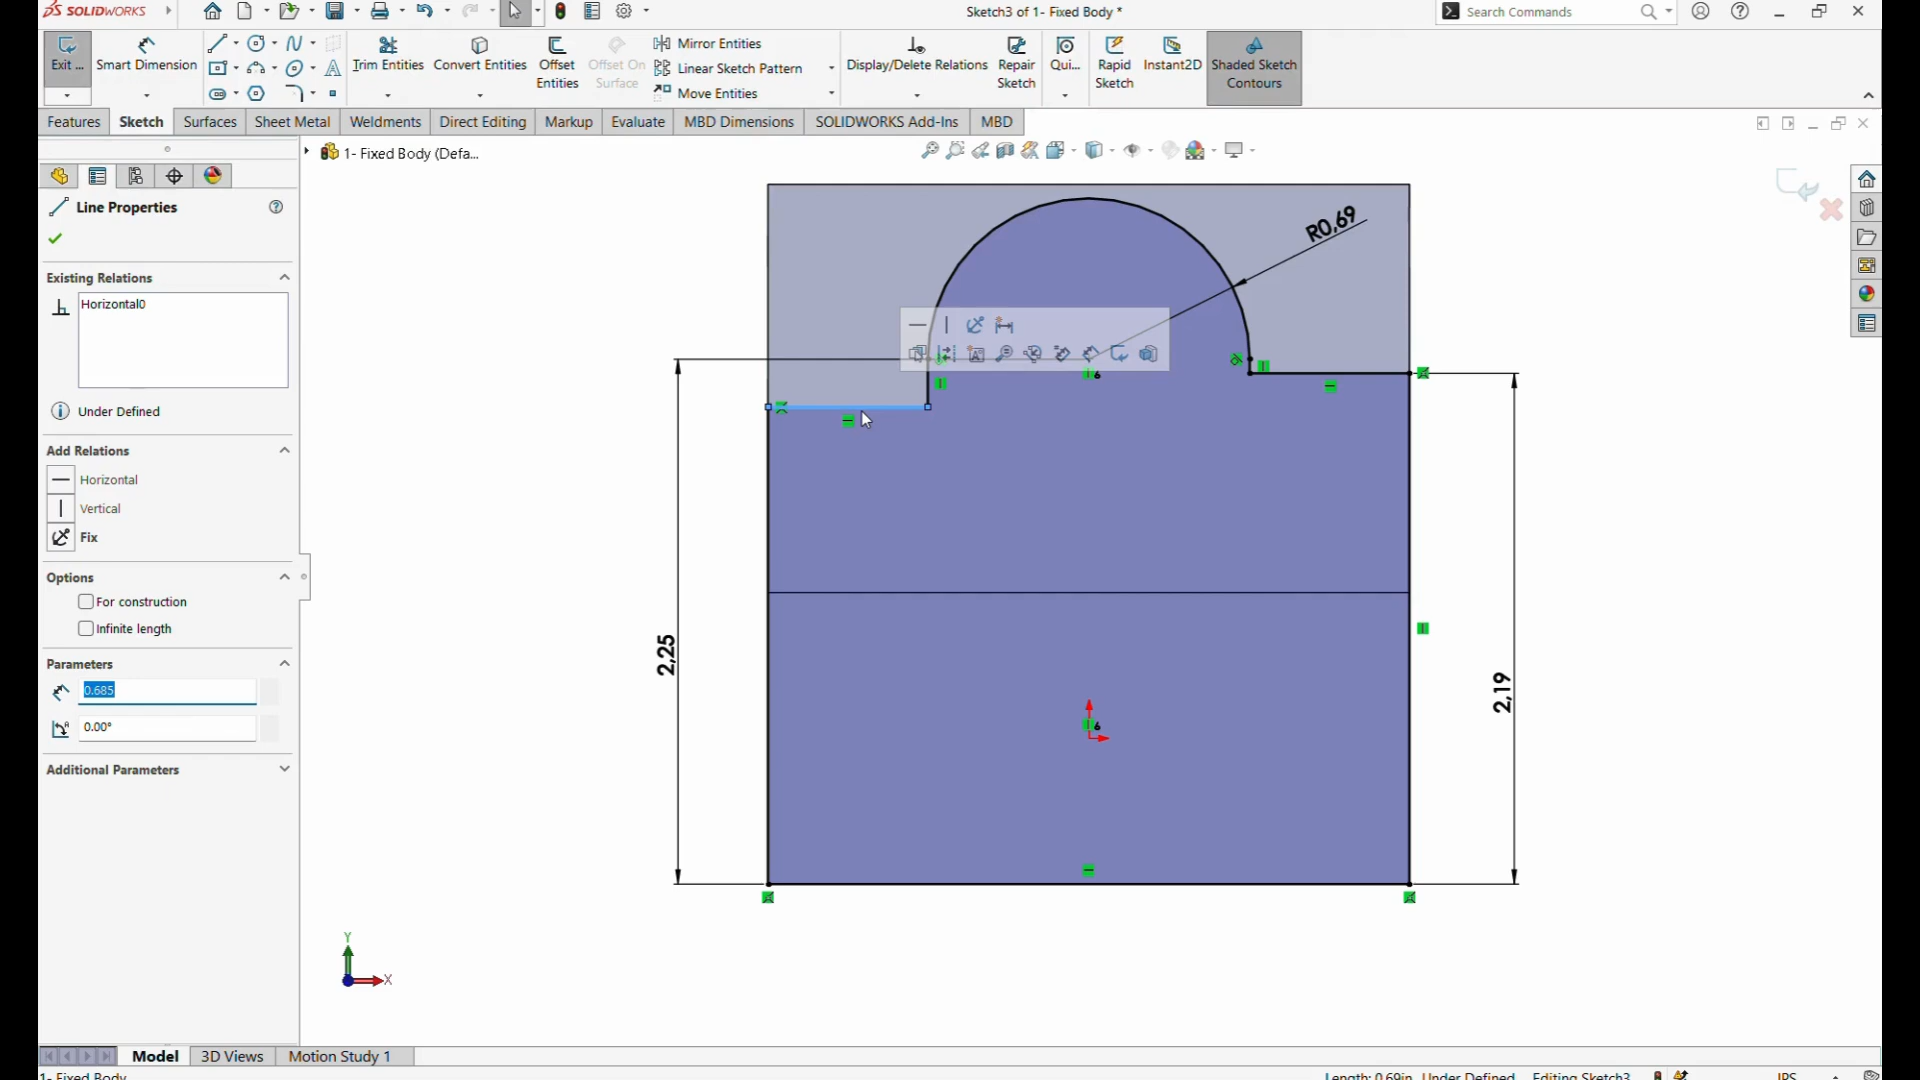 SOLIDWORKS
Sketch3 of 1- Fixed Body *
Search Commands
Exit ...
Smart Dimension
Trim Entities
Convert Entities
Offset
Entities
Offset On
Surface
Mirror Entities
Linear Sketch Pattern
Move Entities
Display/Delete Relations
Repair
Sketch
Qui...
Rapid
Sketch
Instant2D
Shaded Sketch
Contours
Features
Sketch
Surfaces
Sheet Metal
Weldments
Direct Editing
Markup
Evaluate
MBD Dimensions
SOLIDWORKS Add-Ins
MBD
1- Fixed Body (Defa...
Line Properties
Existing Relations
Horizontal0
Under Defined
Add Relations
Horizontal
Vertical
Fix
Options
For construction
Infinite length
Parameters
0.685
0.00°
Additional Parameters
R0,69
2,25
2,19
6
6
Y
X
Model
3D Views
Motion Study 1
1- Fixed Body
Length: 0.69in
Under Defined
Editing Sketch3
IPS